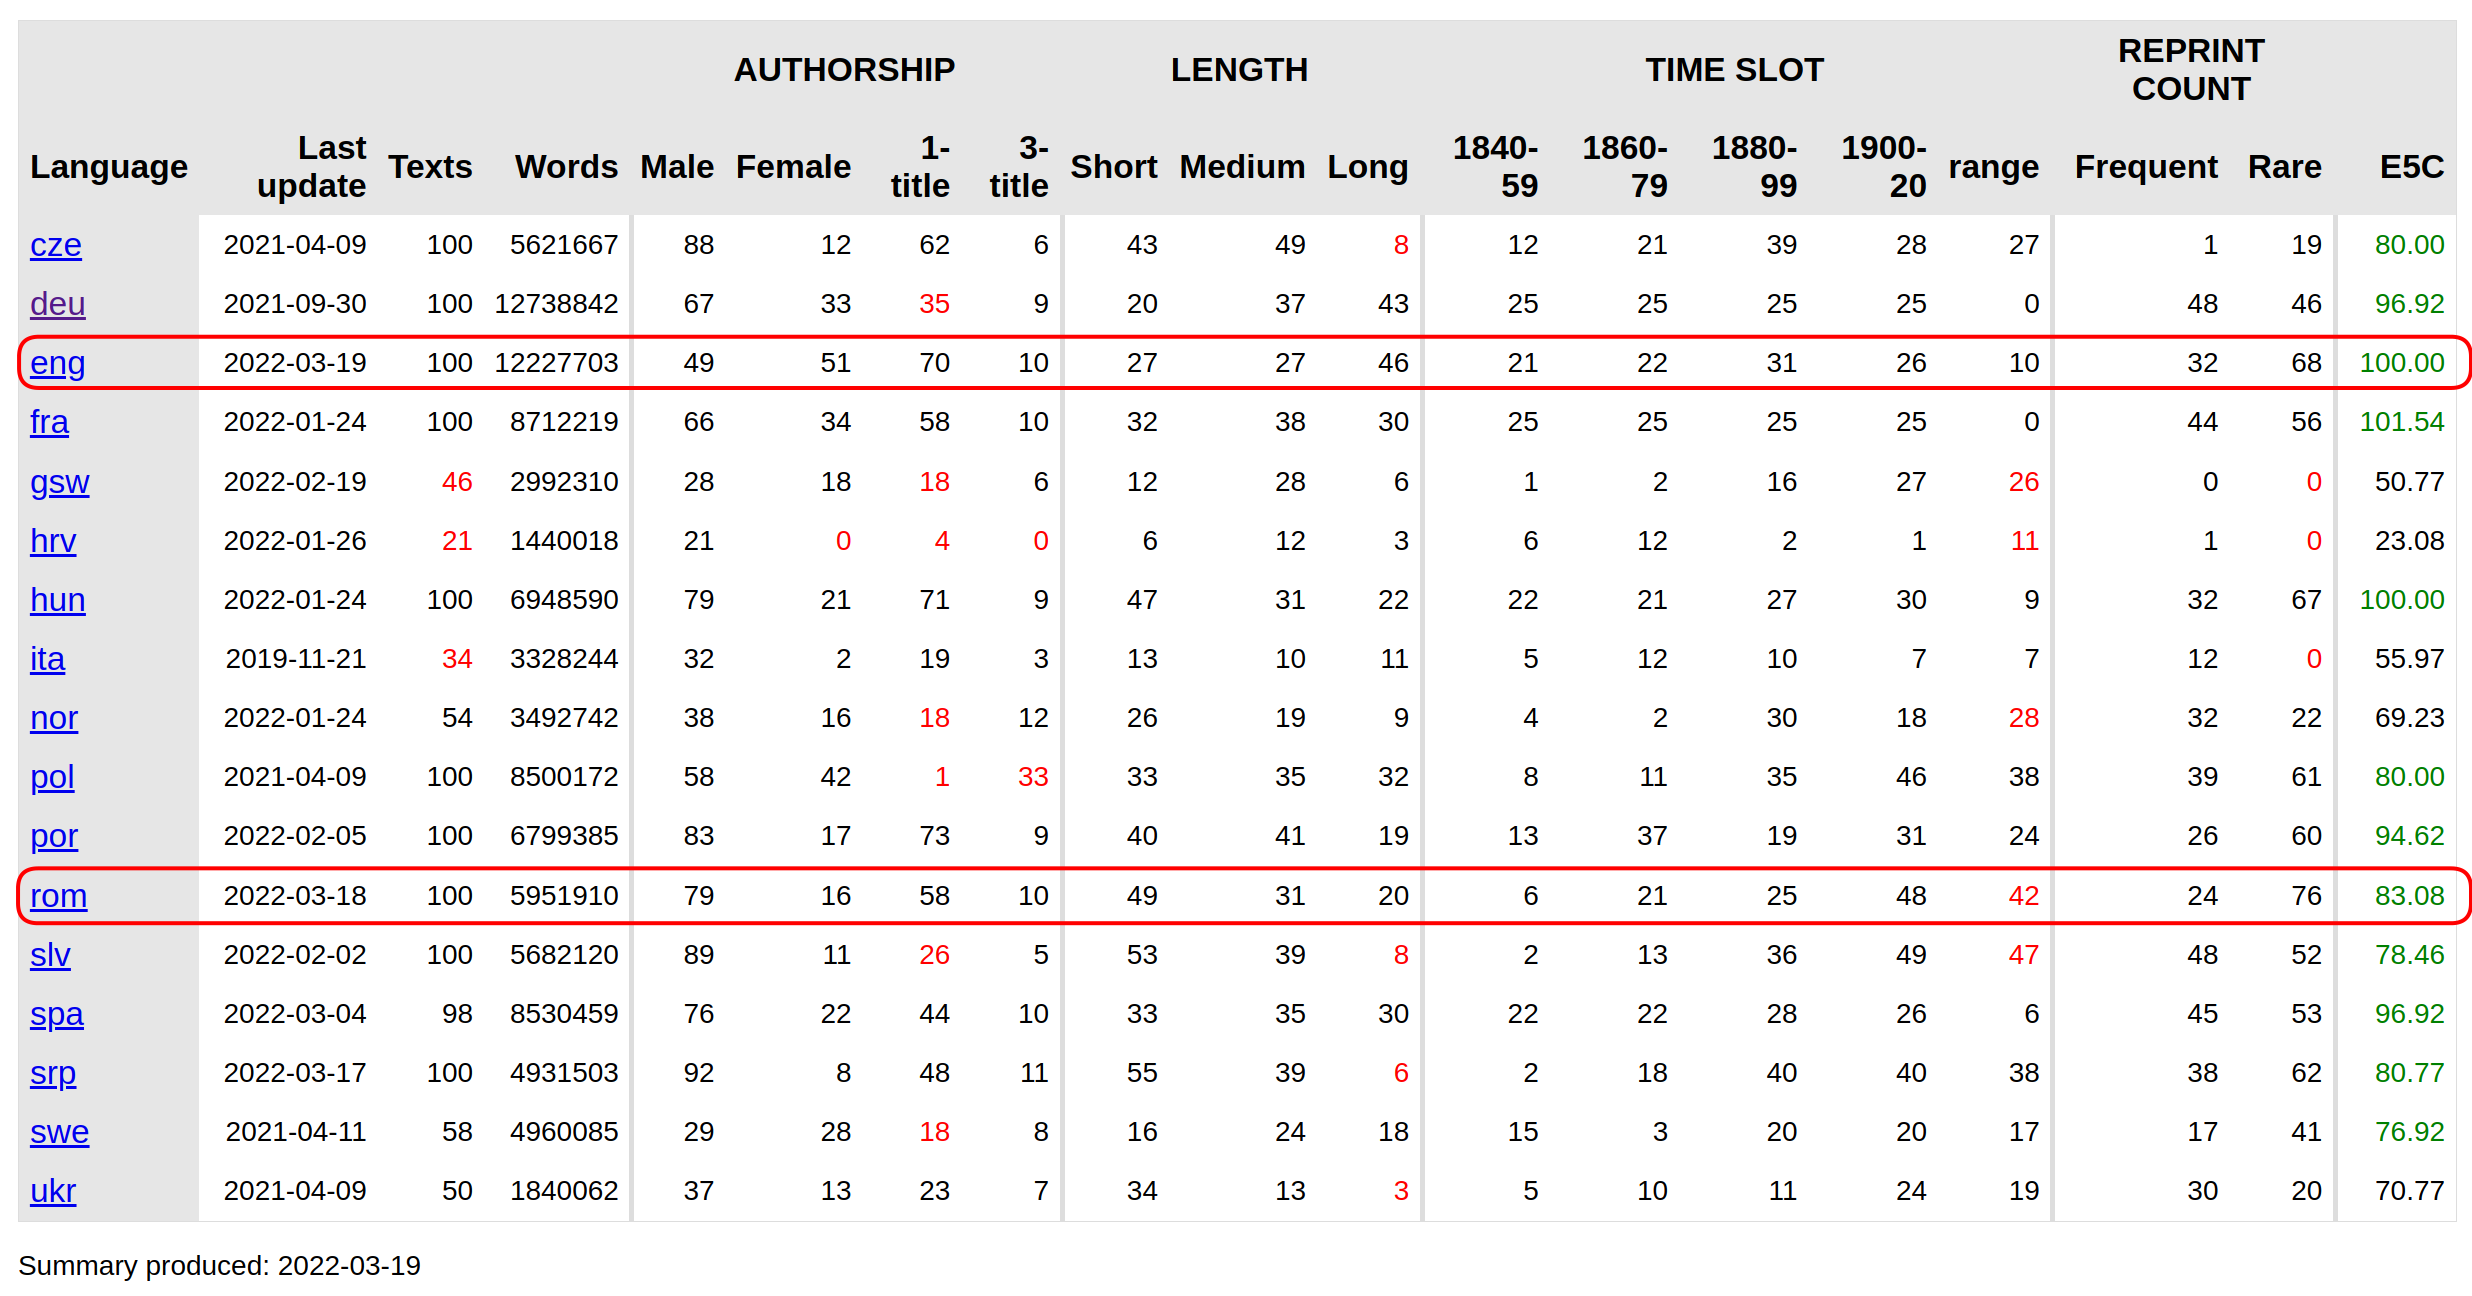 AUTHORSHIP LENGTH TIME SLOT REPRINT COUNT
Language Last update Texts Words Male Female 1-title 3-title Short Medium Long 1840-59 1860-79 1880-99 1900-20 range Frequent Rare E5C
cze 2021-04-09 100 5621667 88 12 62 6 43 49 8 12 21 39 28 27 1 19 80.00
deu 2021-09-30 100 12738842 67 33 35 9 20 37 43 25 25 25 25 0 48 46 96.92
eng 2022-03-19 100 12227703 49 51 70 10 27 27 46 21 22 31 26 10 32 68 100.00
fra 2022-01-24 100 8712219 66 34 58 10 32 38 30 25 25 25 25 0 44 56 101.54
gsw 2022-02-19 46 2992310 28 18 18 6 12 28 6 1 2 16 27 26 0 0 50.77
hrv 2022-01-26 21 1440018 21 0 4 0 6 12 3 6 12 2 1 11 1 0 23.08
hun 2022-01-24 100 6948590 79 21 71 9 47 31 22 22 21 27 30 9 32 67 100.00
ita 2019-11-21 34 3328244 32 2 19 3 13 10 11 5 12 10 7 7 12 0 55.97
nor 2022-01-24 54 3492742 38 16 18 12 26 19 9 4 2 30 18 28 32 22 69.23
pol 2021-04-09 100 8500172 58 42 1 33 33 35 32 8 11 35 46 38 39 61 80.00
por 2022-02-05 100 6799385 83 17 73 9 40 41 19 13 37 19 31 24 26 60 94.62
rom 2022-03-18 100 5951910 79 16 58 10 49 31 20 6 21 25 48 42 24 76 83.08
slv 2022-02-02 100 5682120 89 11 26 5 53 39 8 2 13 36 49 47 48 52 78.46
spa 2022-03-04 98 8530459 76 22 44 10 33 35 30 22 22 28 26 6 45 53 96.92
srp 2022-03-17 100 4931503 92 8 48 11 55 39 6 2 18 40 40 38 38 62 80.77
swe 2021-04-11 58 4960085 29 28 18 8 16 24 18 15 3 20 20 17 17 41 76.92
ukr 2021-04-09 50 1840062 37 13 23 7 34 13 3 5 10 11 24 19 30 20 70.77
Summary produced: 2022-03-19